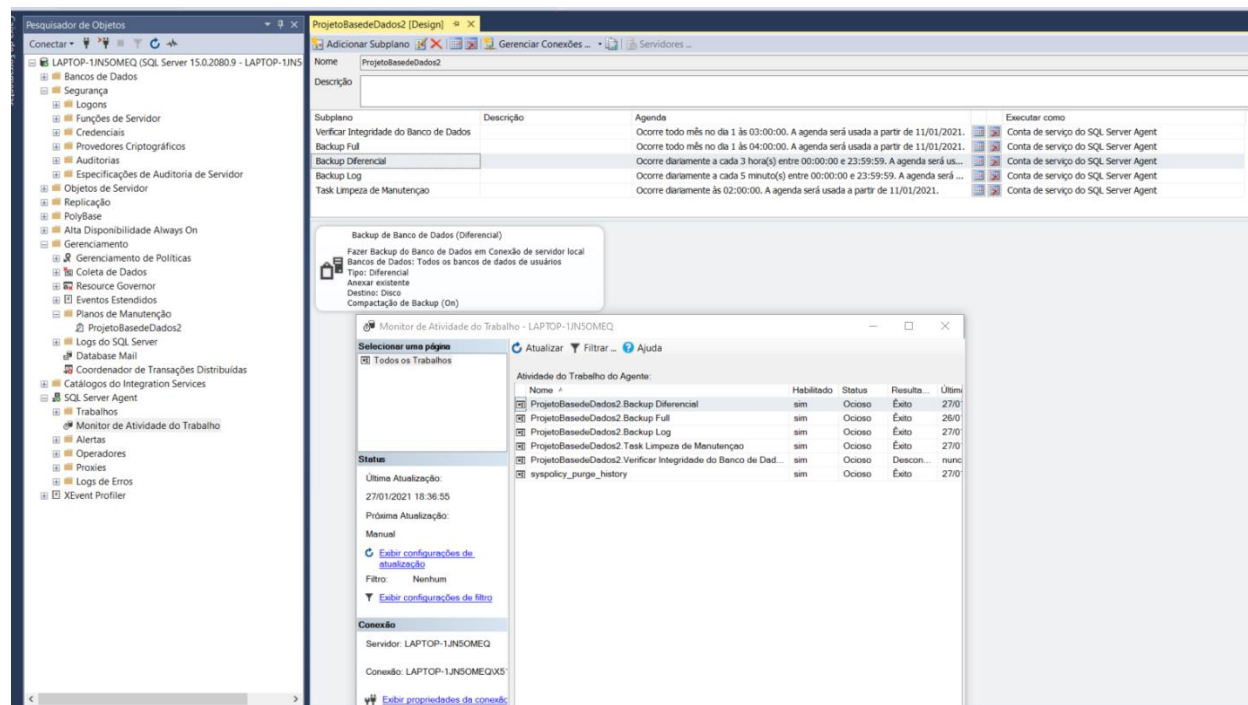 Pesquisador de Objetos
Conectar
LAPTOP-1JN5OMEQ (SQL Server 15.0.2080.9 - LAPTOP-1JN5
Bancos de Dados
Segurança
Logons
Funções de Servidor
Credenciais
Provedores Criptográficos
Auditorias
Especificações de Auditoria de Servidor
Objetos de Servidor
Replicação
PolyBase
Alta Disponibilidade Always On
Gerenciamento
Gerenciamento de Políticas
Coleta de Dados
Resource Governor
Eventos Estendidos
Planos de Manutenção
ProjetoBasedeDados2
Logs do SQL Server
Database Mail
Coordenador de Transações Distribuídas
Catálogos do Integration Services
SQL Server Agent
Trabalhos
Monitor de Atividade do Trabalho
Alertas
Operadores
Proxies
Logs de Erros
XEvent Profiler
ProjetoBasedeDados2 [Design]
Adicionar Subplano Gerenciar Conexões ... Servidores ...
Nome ProjetoBasedeDados2
Descrição
Subplano Descrição Agenda Executar como
Verificar Integridade do Banco de Dados Ocorre todo mês no dia 1 às 03:00:00. A agenda será usada a partir de 11/01/2021. Conta de serviço do SQL Server Agent
Backup Full Ocorre todo mês no dia 1 às 04:00:00. A agenda será usada a partir de 11/01/2021. Conta de serviço do SQL Server Agent
Backup Diferencial Ocorre diariamente a cada 3 hora(s) entre 00:00:00 e 23:59:59. A agenda será us... Conta de serviço do SQL Server Agent
Backup Log Ocorre diariamente a cada 5 minuto(s) entre 00:00:00 e 23:59:59. A agenda será ... Conta de serviço do SQL Server Agent
Task Limpeza de Manutençao Ocorre diariamente às 02:00:00. A agenda será usada a partir de 11/01/2021. Conta de serviço do SQL Server Agent
Backup de Banco de Dados (Diferencial)
Fazer Backup do Banco de Dados em Conexão de servidor local
Bancos de Dados: Todos os bancos de dados de usuários
Tipo: Diferencial
Anexar existente
Destino: Disco
Compactação de Backup (On)
Monitor de Atividade do Trabalho - LAPTOP-1JN5OMEQ
Selecionar uma página
Todos os Trabalhos
Atualizar Filtrar ... Ajuda
Atividade do Trabalho do Agente:
Nome Habilitado Status Resulta... Últim
ProjetoBasedeDados2.Backup Diferencial sim Ocioso Êxito 27/0
ProjetoBasedeDados2.Backup Full sim Ocioso Êxito 26/0
ProjetoBasedeDados2.Backup Log sim Ocioso Êxito 27/0
ProjetoBasedeDados2.Task Limpeza de Manutençao sim Ocioso Êxito 27/0
ProjetoBasedeDados2.Verificar Integridade do Banco de Dad... sim Ocioso Descon... nunc
syspolicy_purge_history sim Ocioso Êxito 27/0
Status
Última Atualização:
27/01/2021 18:36:55
Próxima Atualização:
Manual
Exibir configurações de
atualização
Filtro: Nenhum
Exibir configurações de filtro
Conexão
Servidor: LAPTOP-1JN5OMEQ
Conexão: LAPTOP-1JN5OMEQ\X5
Exibir propriedades da conexão